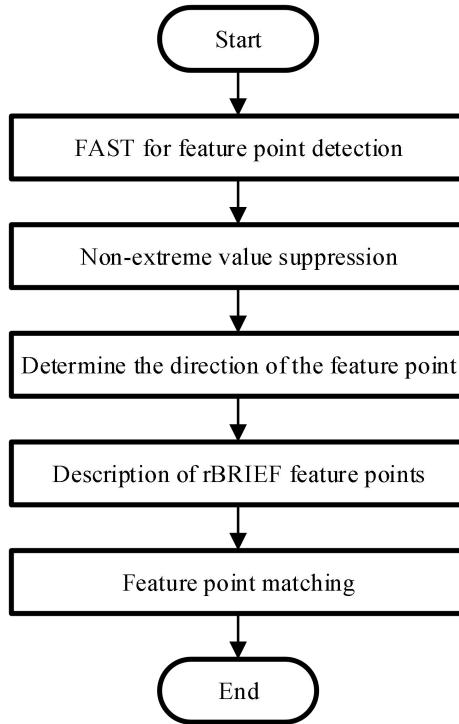 Start
FAST for feature point detection
Non-extreme value suppression
Determine the direction of the feature point
Description of rBRIEF feature points
Feature point matching
End